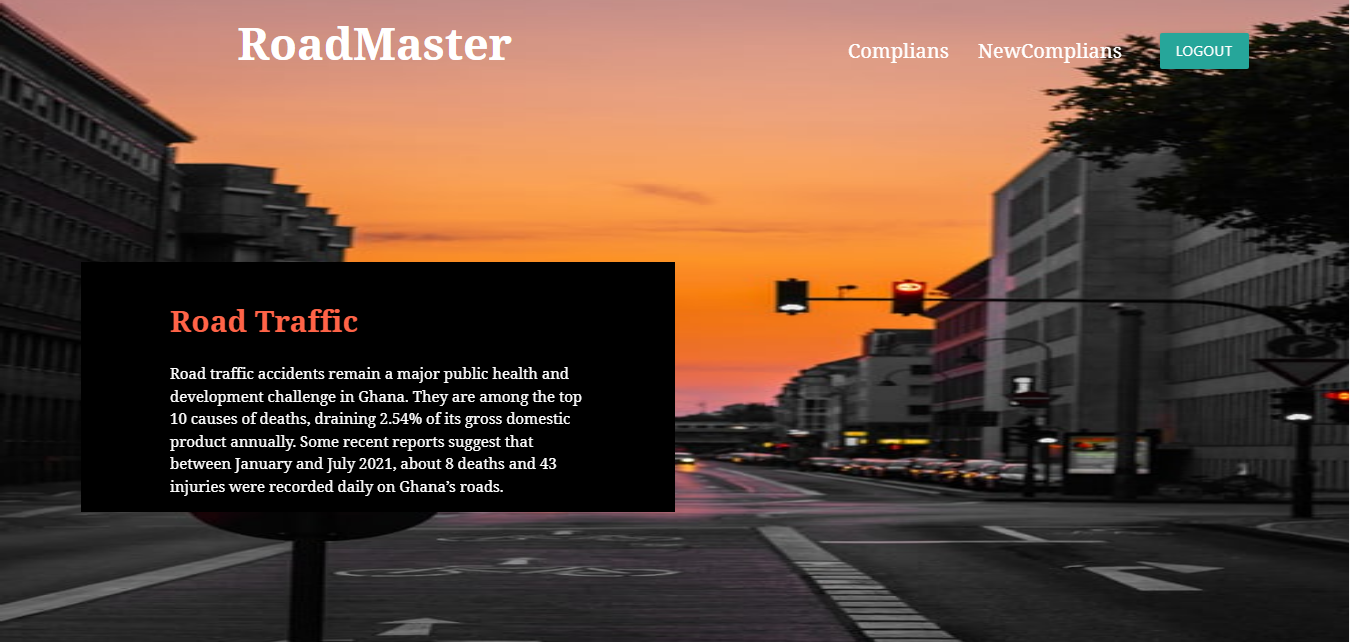 RoadMaster
Complians NewComplians LOGOUT
Road Traffic
Road traffic accidents remain a major public health and
development challenge in Ghana. They are among the top
10 causes of deaths, draining 2.54% of its gross domestic
product annually. Some recent reports suggest that
between January and July 2021, about 8 deaths and 43
injuries were recorded daily on Ghana’s roads.